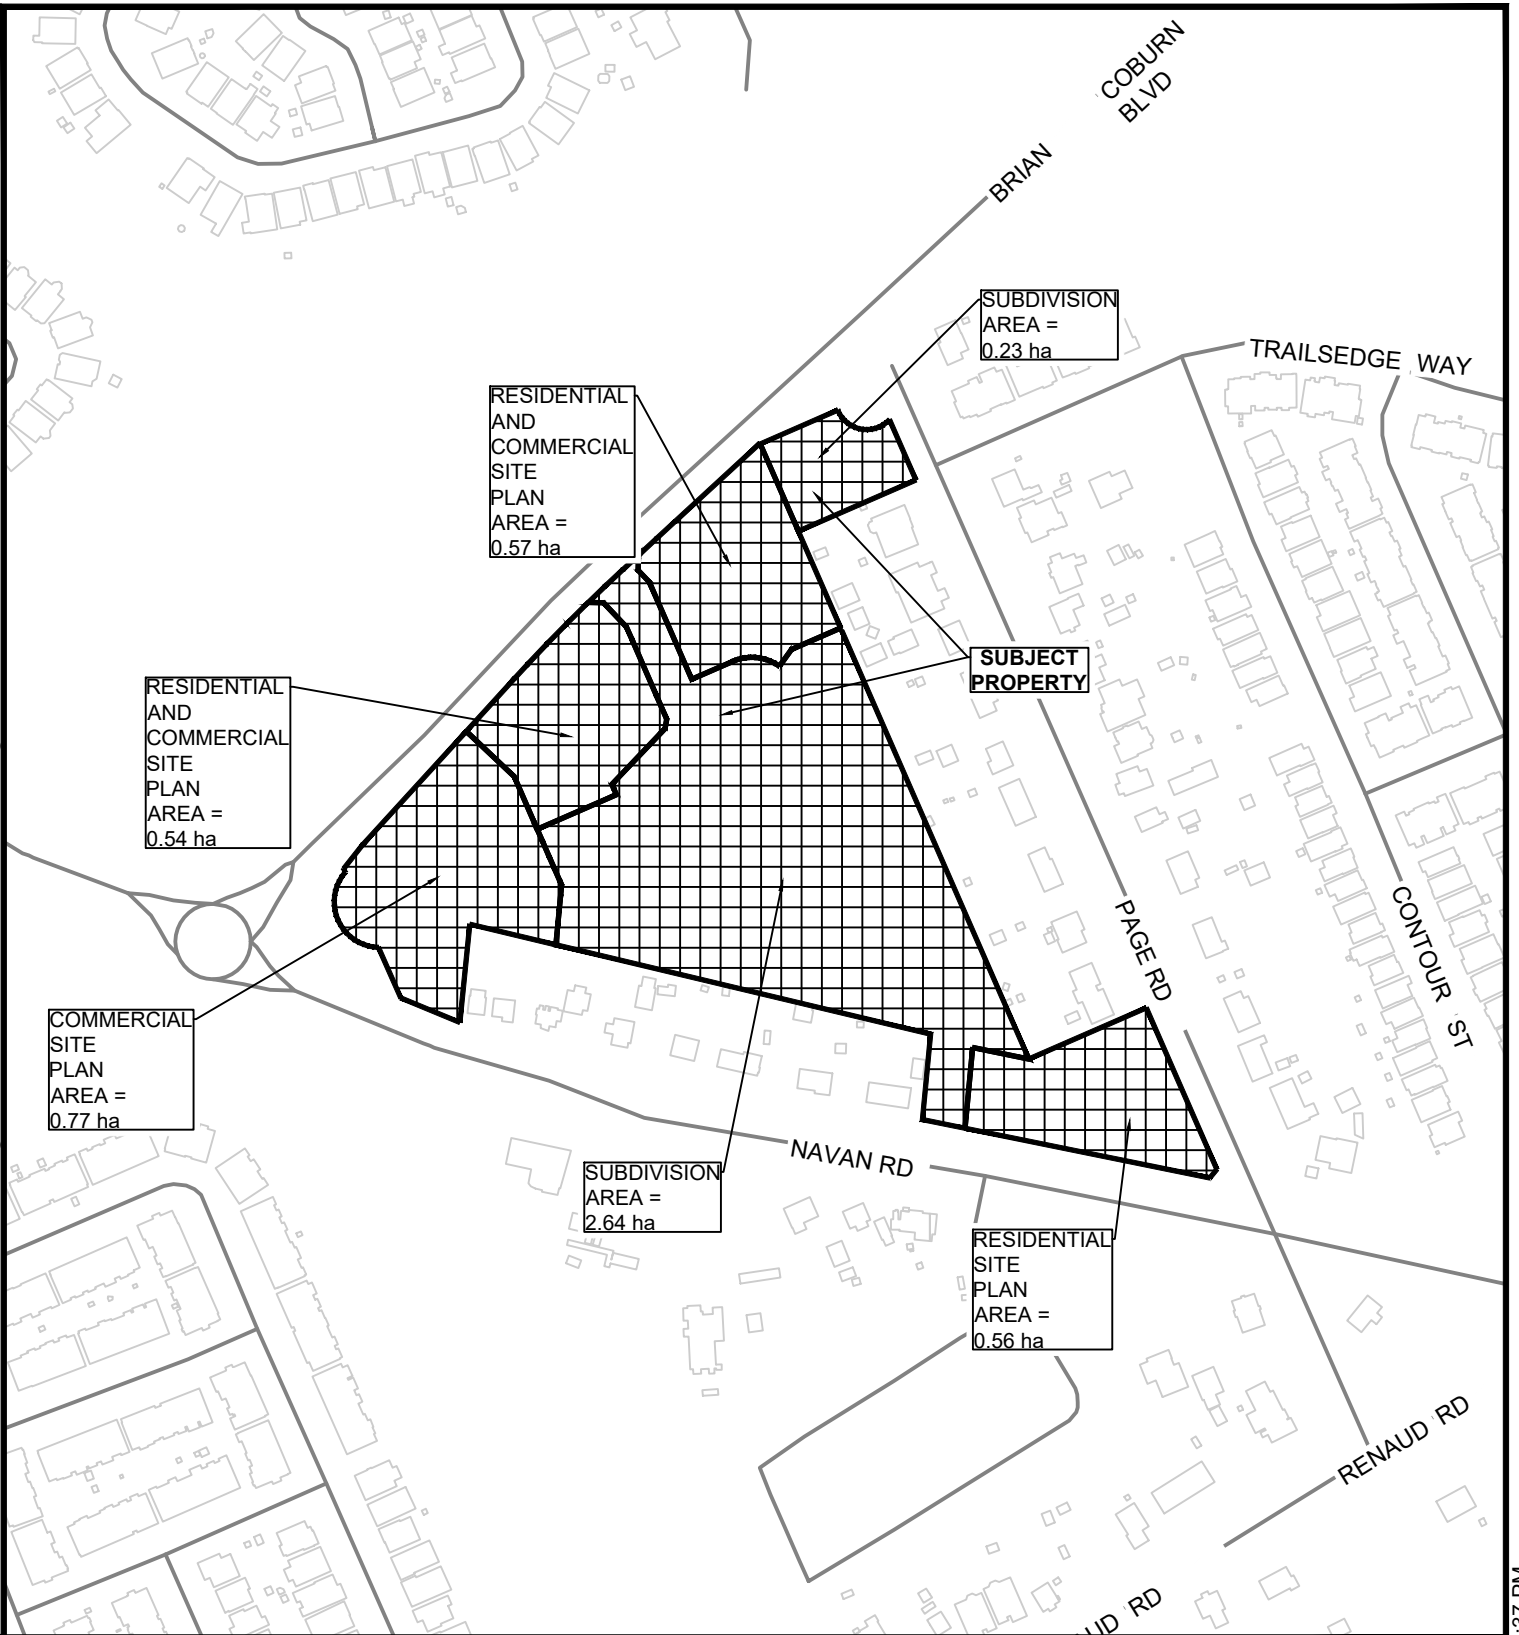 COBURN
BLVD
BRIAN
SUBDIVISION
AREA =
0.23 ha
TRAILSEDGE WAY
RESIDENTIAL
AND
COMMERCIAL
SITE
PLAN
AREA =
0.57 ha
SUBJECT
PROPERTY
RESIDENTIAL
AND
COMMERCIAL
SITE
PLAN
AREA =
0.54 ha
PAGE RD
CONTOUR ST
COMMERCIAL
SITE
PLAN
AREA =
0.77 ha
NAVAN RD
SUBDIVISION
AREA =
2.64 ha
RESIDENTIAL
SITE
PLAN
AREA =
0.56 ha
RENAUD RD
UD RD
:37 PM